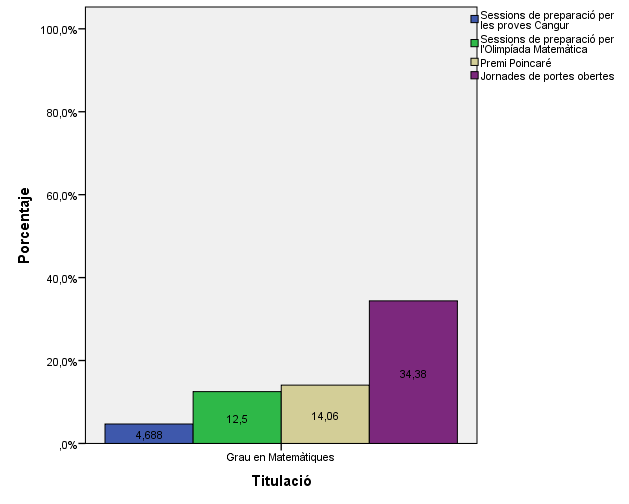 Sessions de preparació per
les proves Cangur
Sessions de preparació per
l'Olimpíada Matemàtica
Premi Poincaré
Jornades de portes obertes
100,0%
80,0%
60,0%
40,0%
20,0%
,0%
Porcentaje
4,688
12,5
14,06
34,38
Grau en Matemàtiques
Titulació